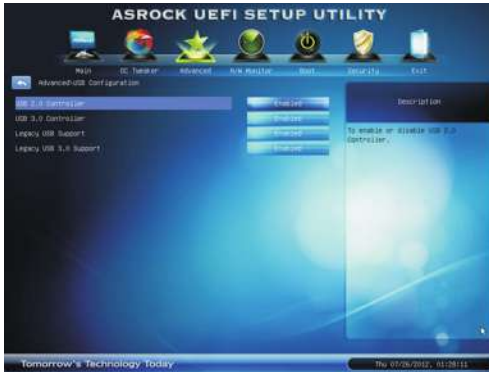 ASROCK UEFI SETUP UTILITY
Main OC Tweaker Advanced H/W Monitor Boot Security Exit
Advanced\USB Configuration
Description
USB 2.0 Controller Enabled
USB 3.0 Controller Enabled
Legacy USB Support Enabled
Legacy USB 3.0 Support Enabled
To enable or disable USB 2.0
Controller.
Tomorrow's Technology Today
Thu 07/26/2012, 01:28:11